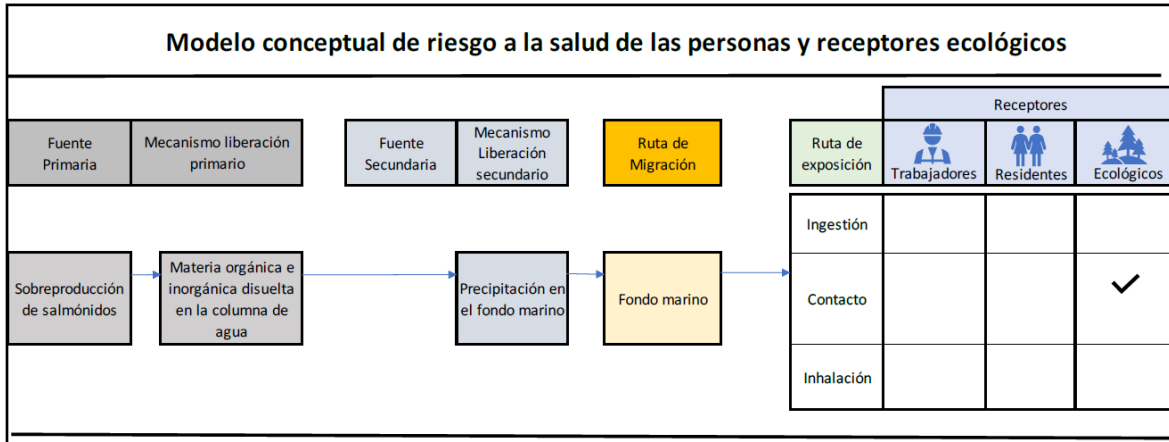 Modelo conceptual de riesgo a la salud de las personas y receptores ecológicos
Receptores
Fuente
Primaria
Mecanismo liberación
primario
Fuente
Secundaria
Mecanismo
Liberación
secundario
Ruta de
Migración
Ruta de
exposición
Trabajadores
Residentes
Ecológicos
Ingestión
Sobreproducción
de salmónidos
Materia orgánica e
inorgánica disuelta
en la columna de
agua
Precipitación en
el fondo marino
Fondo marino
Contacto
Inhalación